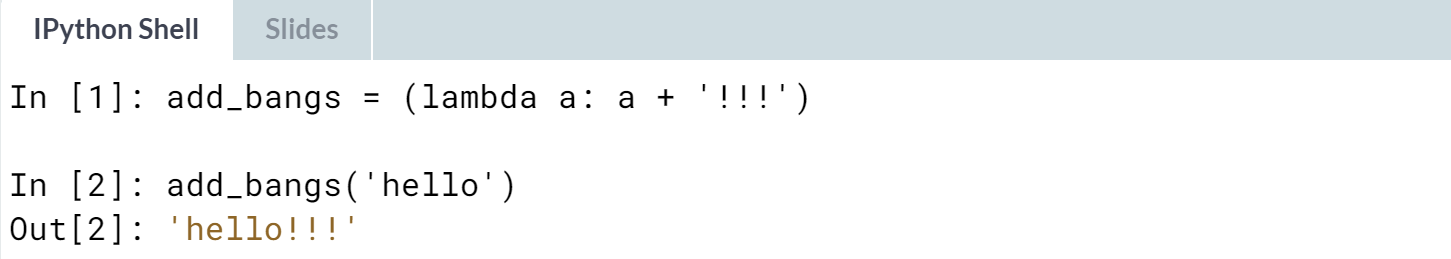 IPython Shell Slides
In [1]: add_bangs = (lambda a: a + '!!!')
In [2]: add_bangs('hello')
Out[2]: 'hello!!!'